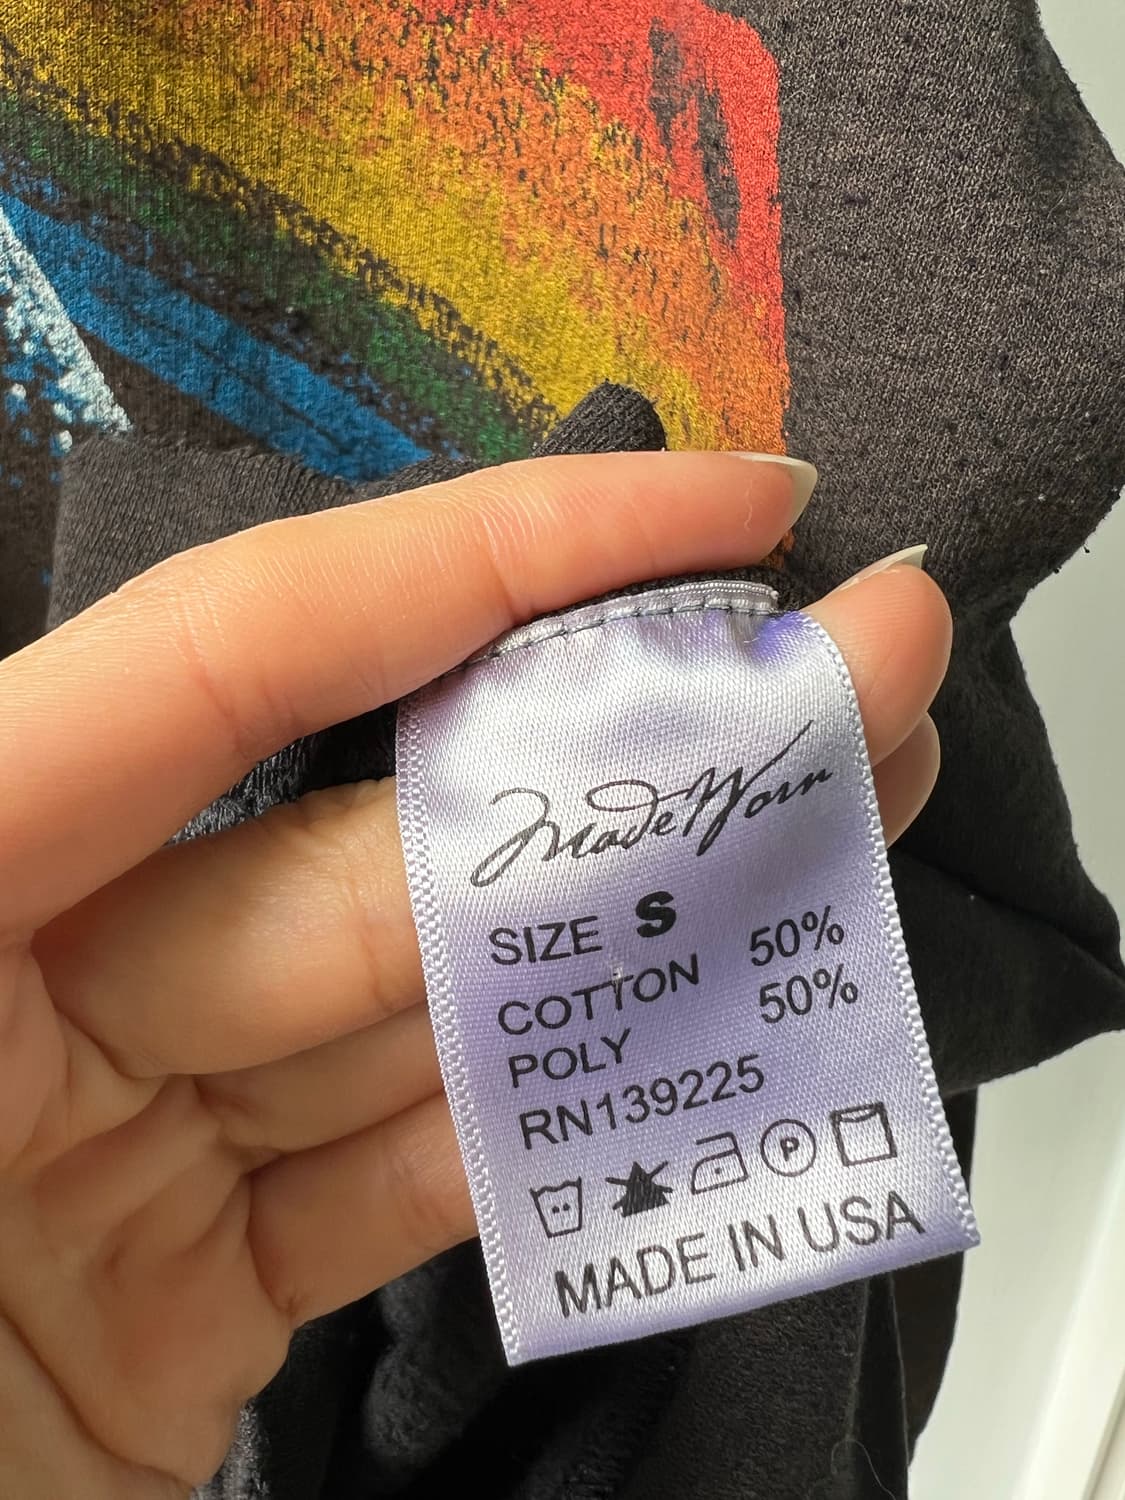 MadeWorn
SIZE S
COTTON 50%
POLY 50%
RN139225
P
MADE IN USA